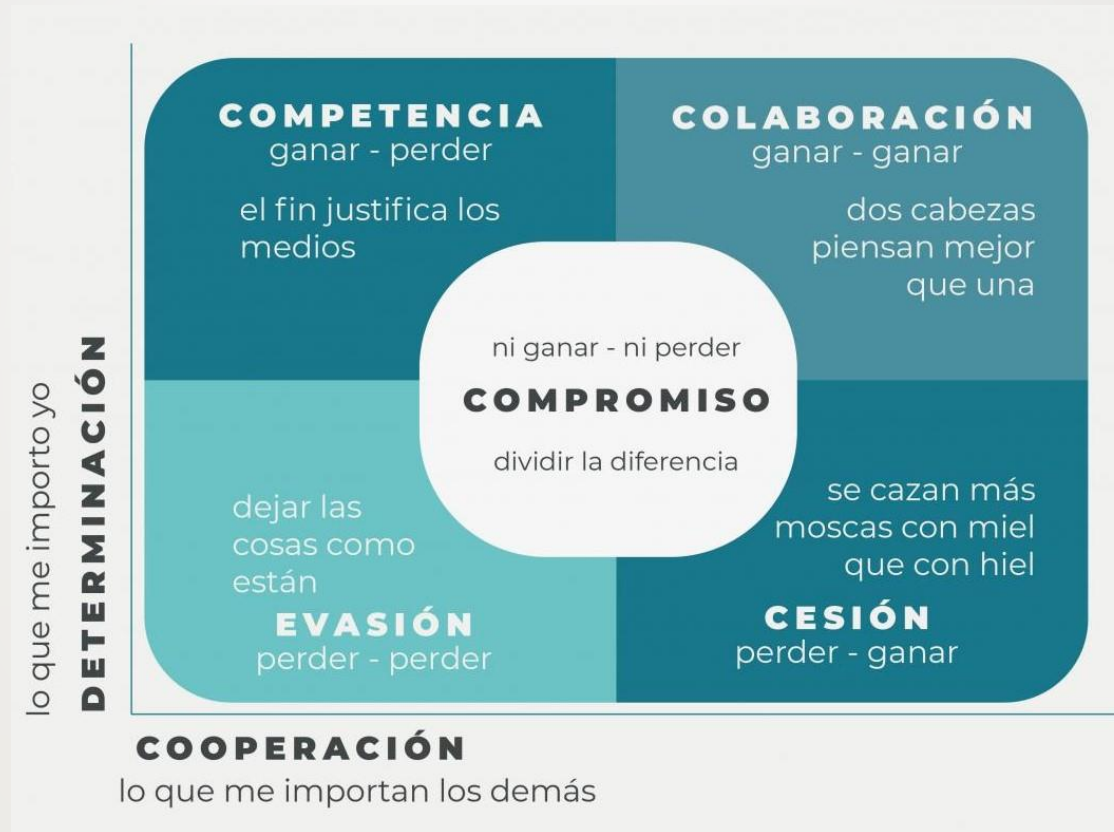 COMPETENCIA
ganar - perder
el fin justifica los
medios
COLABORACIÓN
ganar - ganar
dos cabezas
piensan mejor
que una
ni ganar - ni perder
COMPROMISO
dividir la diferencia
dejar las
cosas como
están
EVASIÓN
perder - perder
se cazan más
moscas con miel
que con hiel
CESIÓN
perder - ganar
lo que me importo yo
DETERMINACIÓN
COOPERACIÓN
lo que me importan los demás